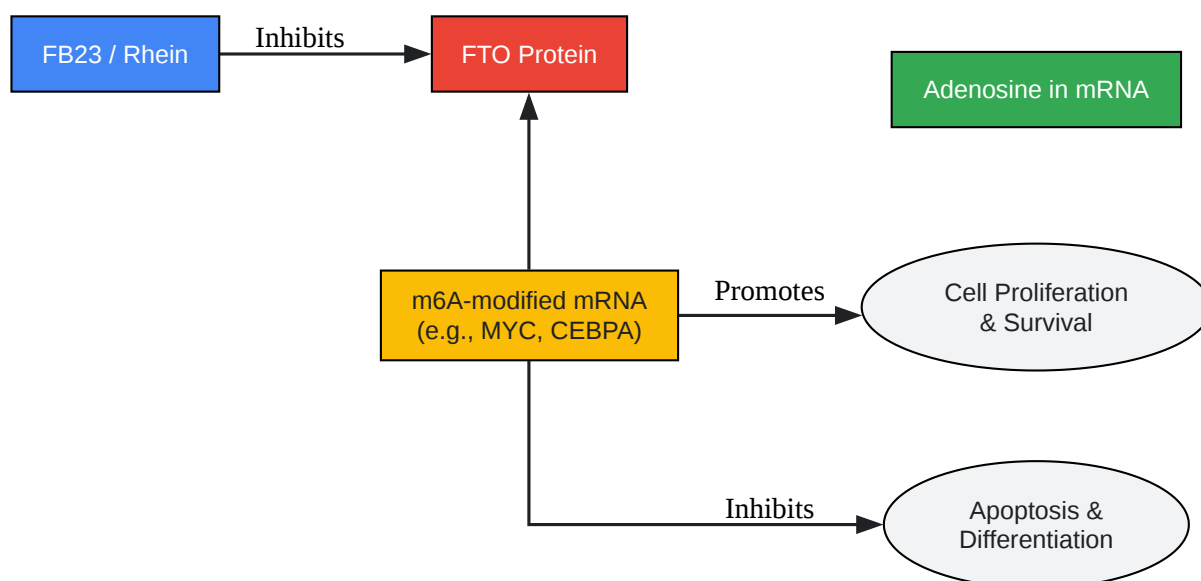 FB23 / Rhein
Inhibits
FTO Protein
Adenosine in mRNA
m6A-modified mRNA
(e.g., MYC, CEBPA)
Promotes
Cell Proliferation
& Survival
Inhibits
Apoptosis &
Differentiation